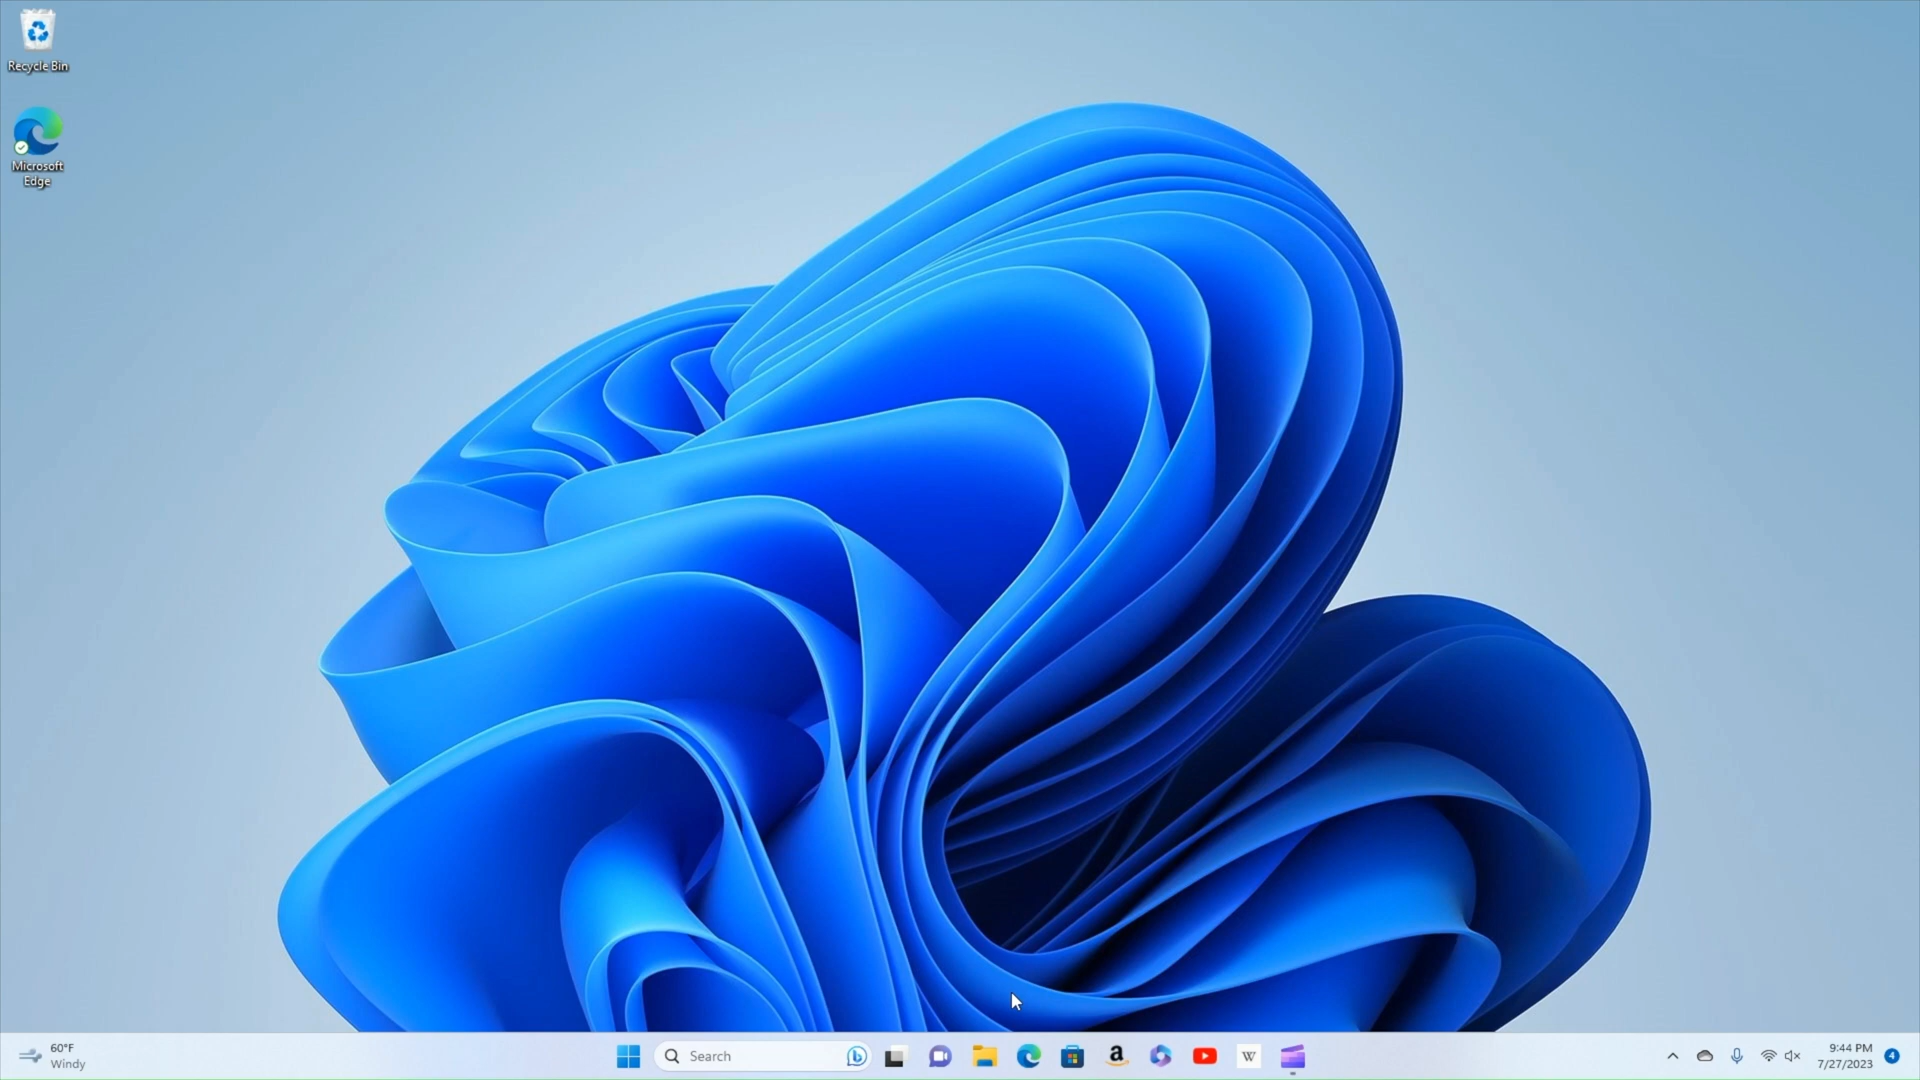 Recycle Bin
Microsoft
Edge
60°F
Windy
Search
a
W
9:44 PM
7/27/2023
4